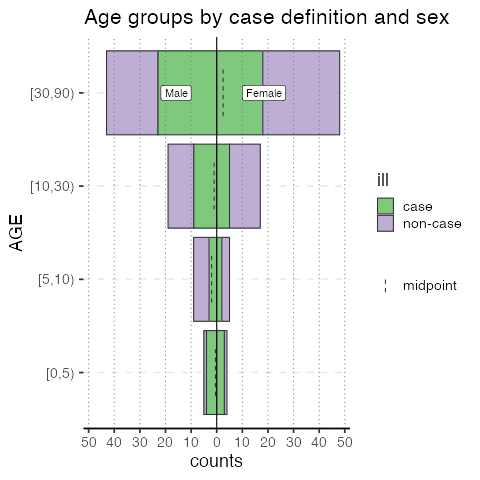 Age groups by case definition and sex
[30,90)
Male
Female
[10,30)
[5,10)
[0,5)
AGE
50 40 30 20 10 0 10 20 30 40 50
counts
ill
case
non-case
midpoint